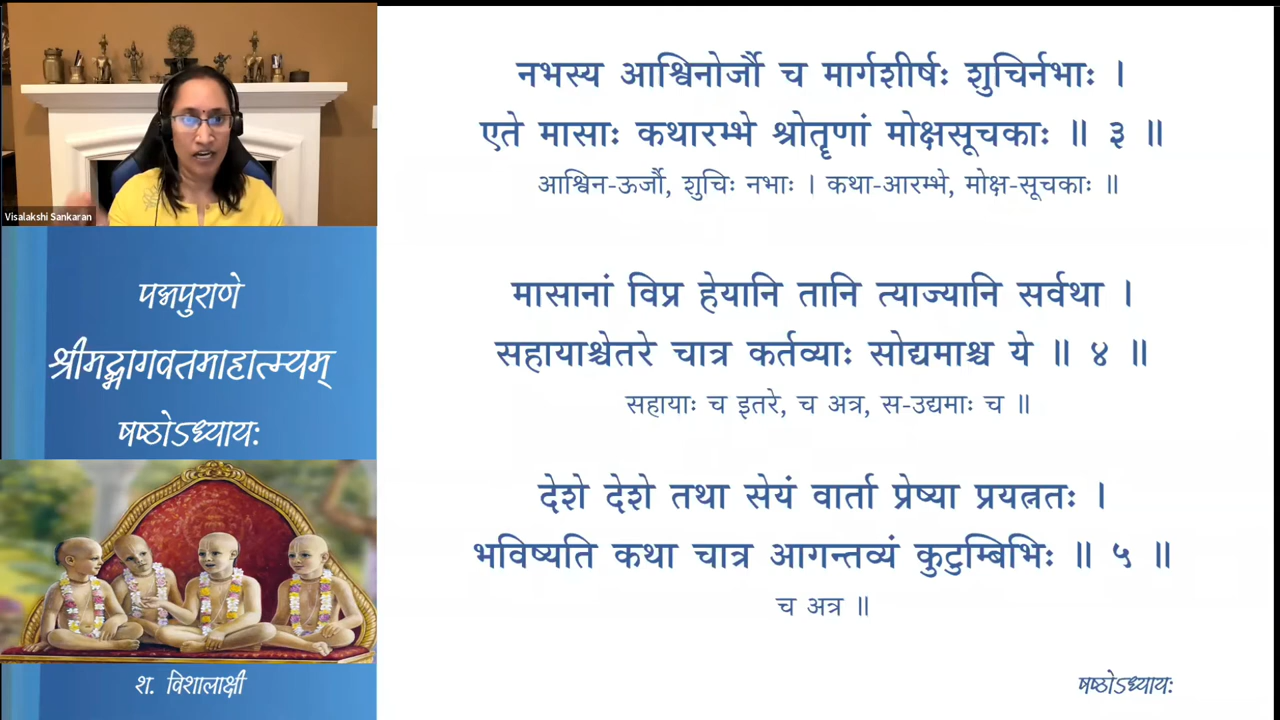 Visalakshi Sankaran
पद्मपुराणे
श्रीमद्भागवतमाहात्म्यम्
षष्ठोऽध्यायः
श. विशालाक्षी
नभस्य आश्विनोर्जौ च मार्गशीर्षः शुचिर्नभाः ।
एते मासाः कथारम्भे श्रोतॄणां मोक्षसूचकाः ॥ ३ ॥
आश्विन-ऊर्जौ, शुचिः नभाः । कथा-आरम्भे, मोक्ष-सूचकाः ॥
मासानां विप्र हेयानि तानि त्याज्यानि सर्वथा ।
सहायाश्चेतरे चात्र कर्तव्याः सोद्यमाश्च ये ॥ ४ ॥
सहायाः च इतरे, च अत्र, स-उद्यमाः च ॥
देशे देशे तथा सेयं वार्ता प्रेष्या प्रयत्नतः ।
भविष्यति कथा चात्र आगन्तव्यं कुटुम्बिभिः ॥ ५ ॥
च अत्र ॥
षष्ठोऽध्यायः